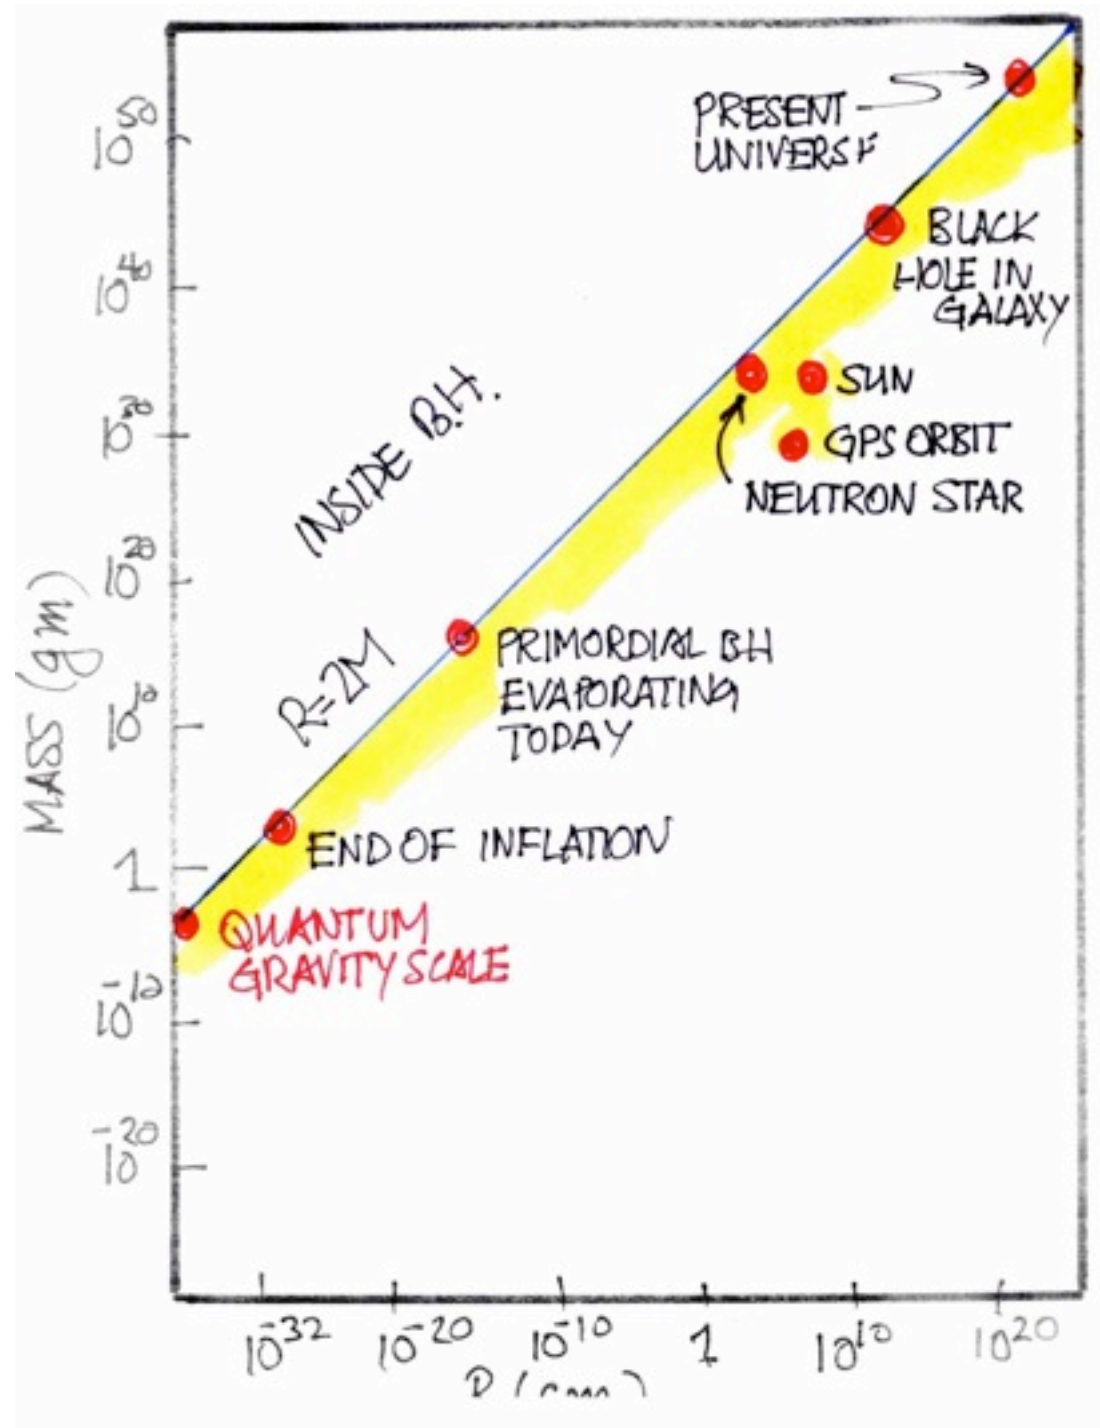 PRESENT
UNIVERSE
10^50
BLACK
HOLE IN
GALAXY
10^40
SUN
INSIDE B.H.
10^30
GPS ORBIT
NEUTRON STAR
10^20
MASS (gm)
PRIMORDIAL BH
EVAPORATING
TODAY
R=2M
10^10
END OF INFLATION
1
QUANTUM
GRAVITY SCALE
10^-10
10^-20
10^-32 10^-20 10^-10 1 10^10 10^20